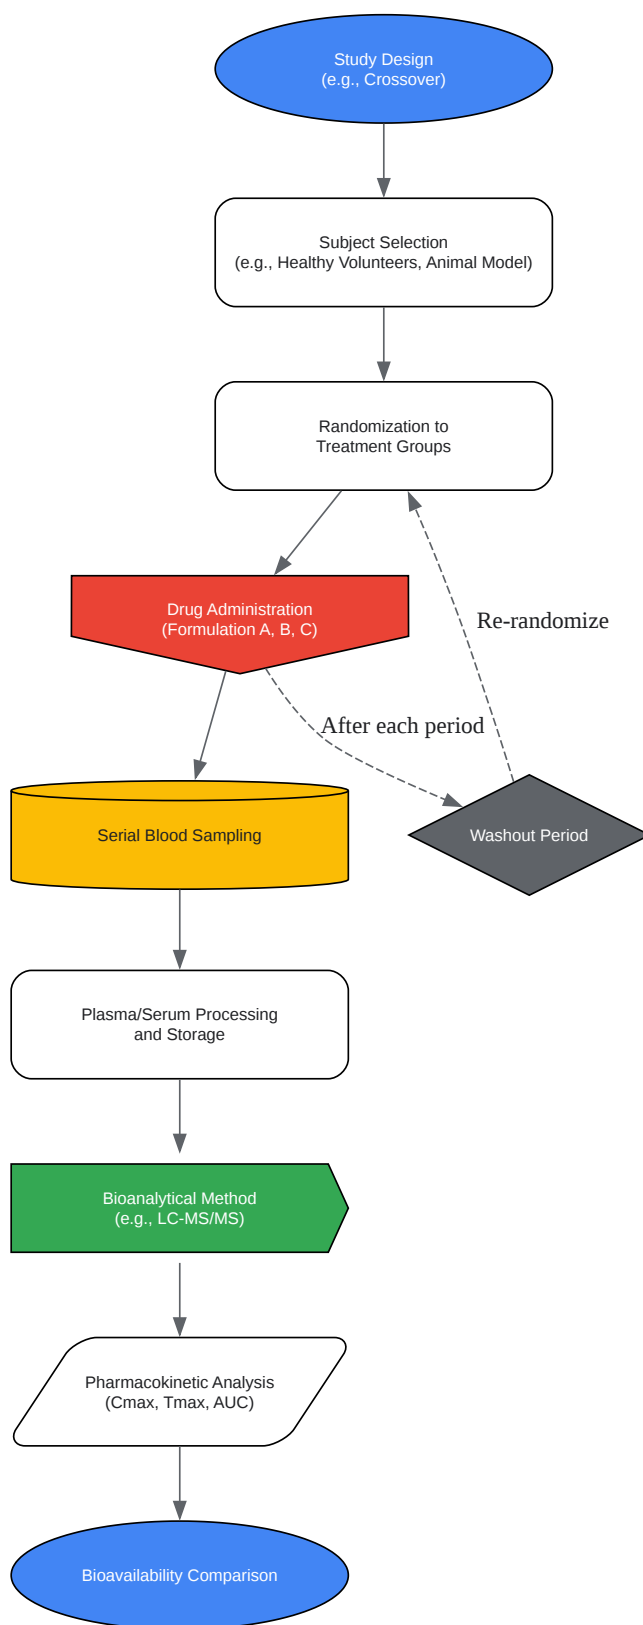 Study Design
(e.g., Crossover)
Subject Selection
(e.g., Healthy Volunteers, Animal Model)
Randomization to
Treatment Groups
Drug Administration
(Formulation A, B, C)
Re-randomize
After each period
Serial Blood Sampling
Washout Period
Plasma/Serum Processing
and Storage
Bioanalytical Method
(e.g., LC-MS/MS)
Pharmacokinetic Analysis
(Cmax, Tmax, AUC)
Bioavailability Comparison